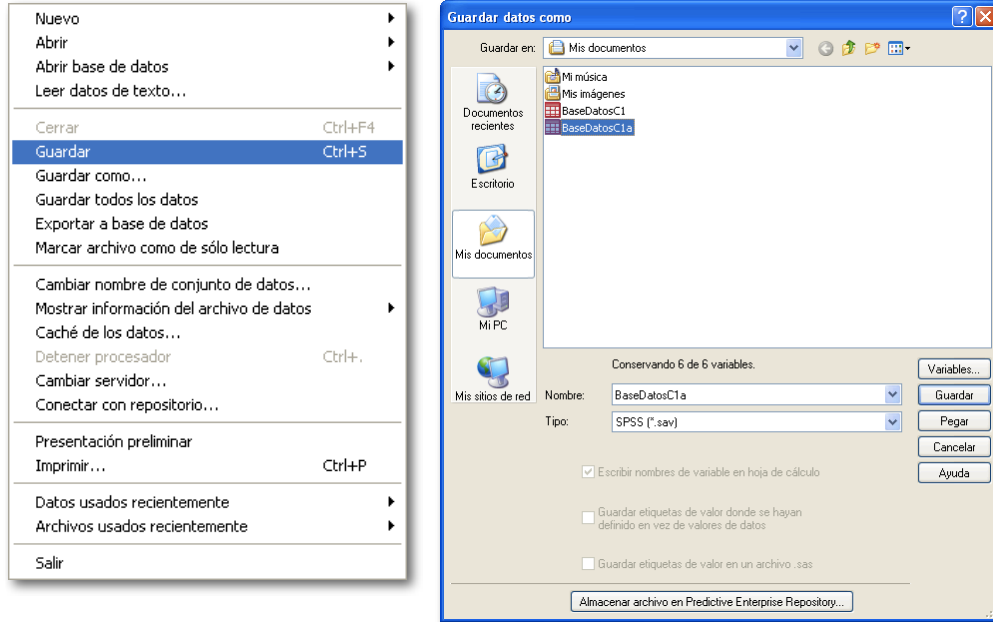 Nuevo
Abrir
Abrir base de datos
Leer datos de texto...
Cerrar Ctrl+F4
Guardar Ctrl+S
Guardar como...
Guardar todos los datos
Exportar a base de datos
Marcar archivo como de sólo lectura
Cambiar nombre de conjunto de datos...
Mostrar información del archivo de datos
Caché de los datos...
Detener procesador Ctrl+.
Cambiar servidor...
Conectar con repositorio...
Presentación preliminar
Imprimir... Ctrl+P
Datos usados recientemente
Archivos usados recientemente
Salir
Guardar datos como
Guardar en: Mis documentos
Documentos
recientes
Escritorio
Mis documentos
Mi PC
Mis sitios de red
Mi música
Mis imágenes
BaseDatosC1
BaseDatosC1a
Conservando 6 de 6 variables.
Nombre: BaseDatosC1a
Tipo: SPSS (*.sav)
Variables...
Guardar
Pegar
Cancelar
Ayuda
Escribir nombres de variable en hoja de cálculo
Guardar etiquetas de valor donde se hayan
definido en vez de valores de datos
Guardar etiquetas de valor en un archivo .sas
Almacenar archivo en Predictive Enterprise Repository...